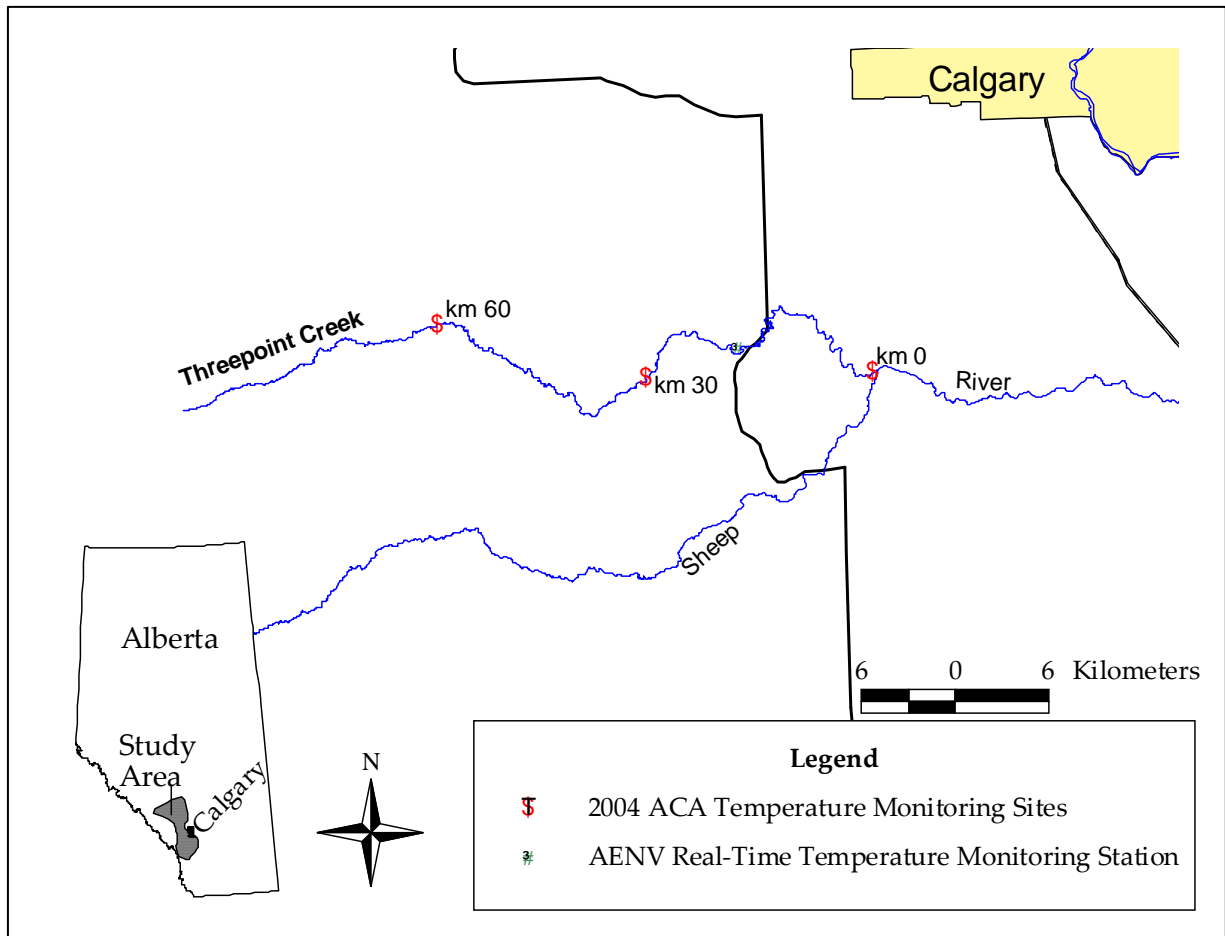 Calgary
Threepoint Creek
km 60
km 30
km 0
River
Sheep
6 0 6 Kilometers
Alberta
Study
Area
Calgary
N
Legend
2004 ACA Temperature Monitoring Sites
AENV Real-Time Temperature Monitoring Station